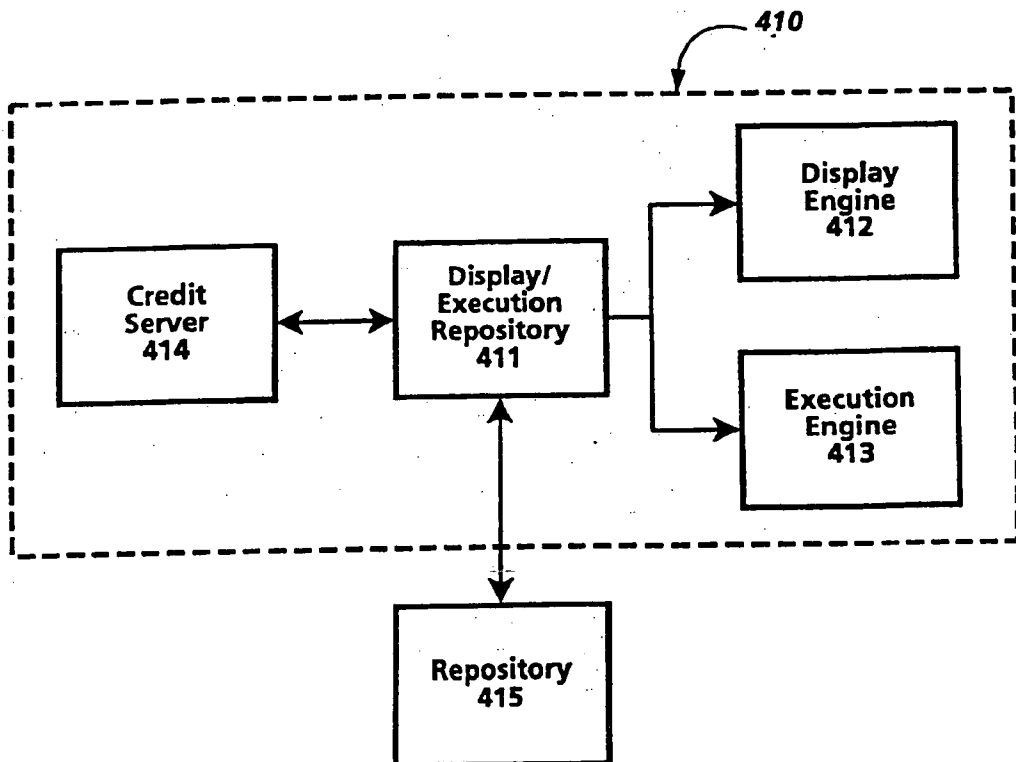 410
Display
Engine
412
Credit
Server
414
Display/
Execution
Repository
411
Execution
Engine
413
Repository
415